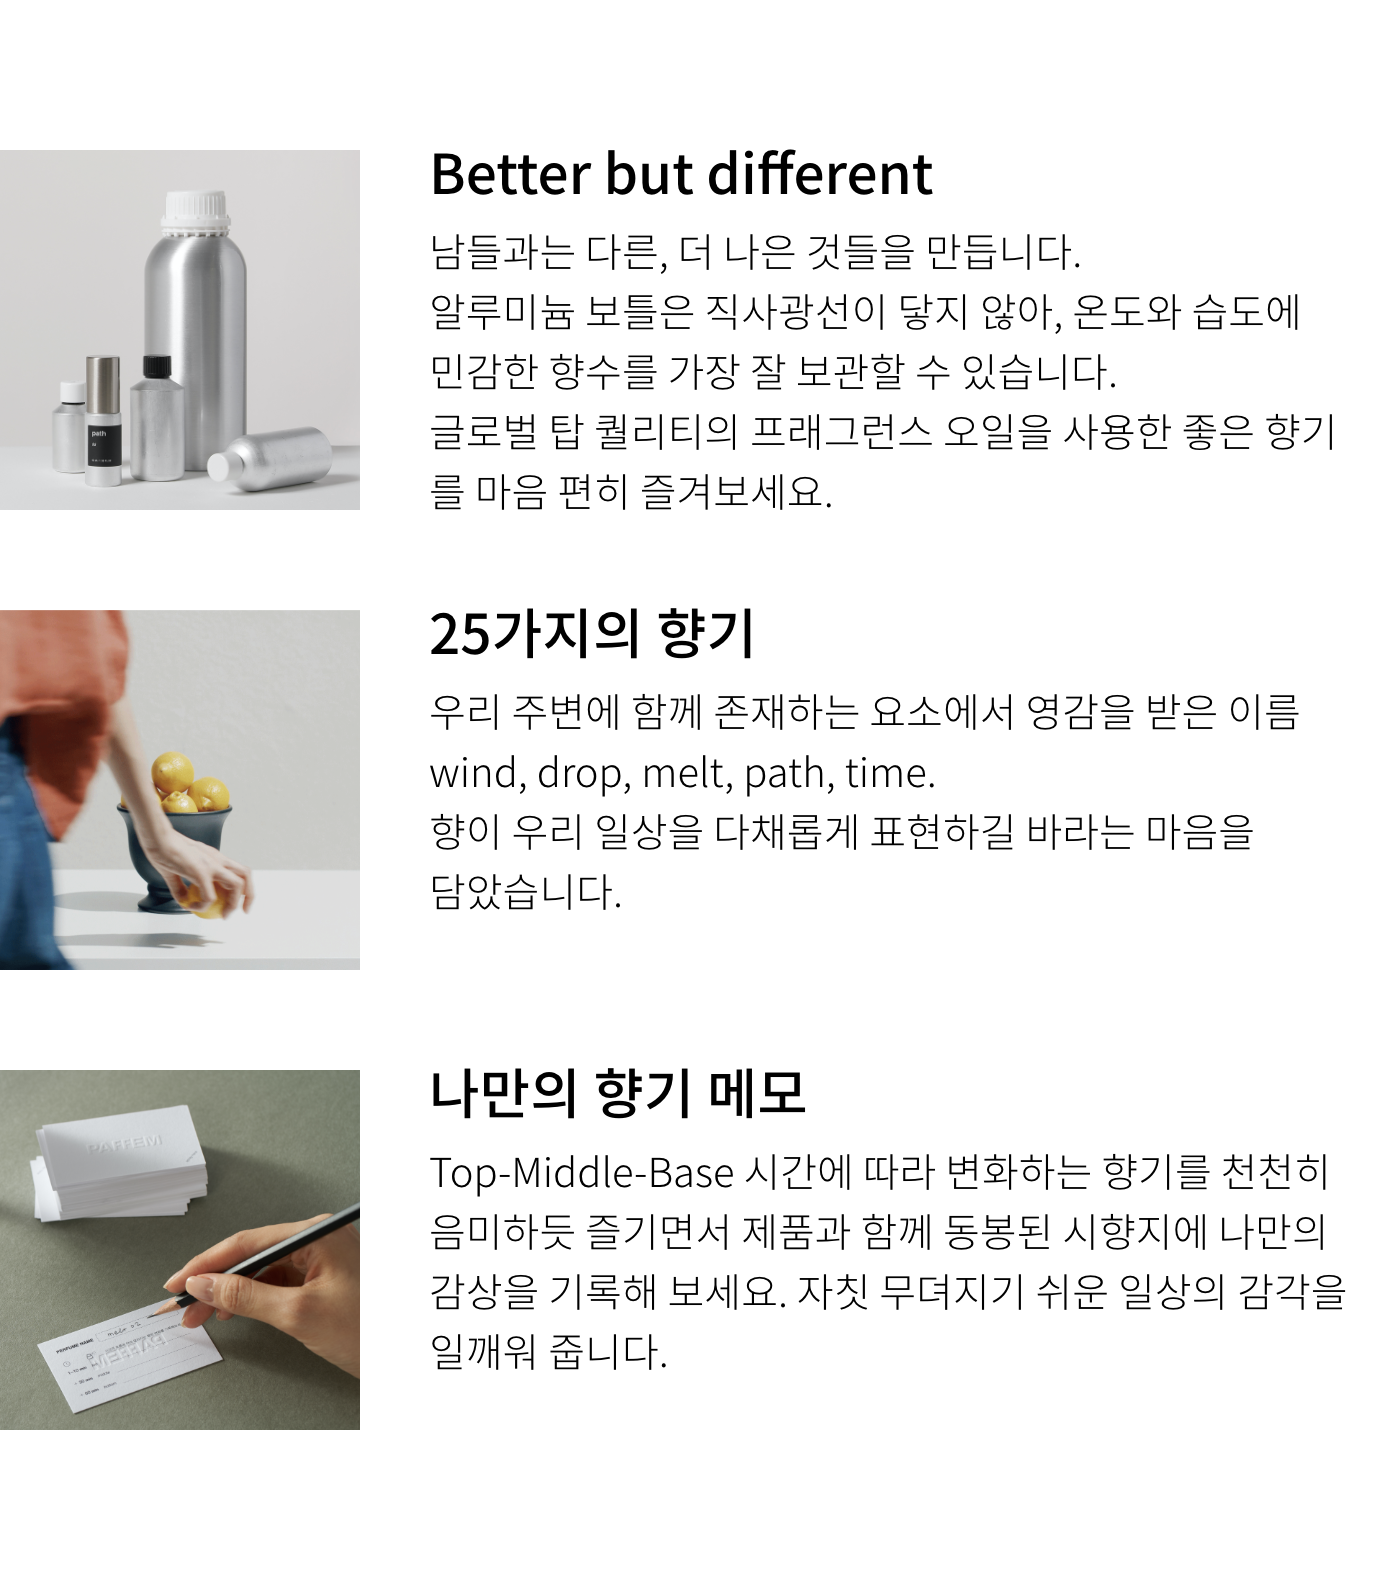 Better but different
남들과는 다른, 더 나은 것들을 만듭니다.
알루미늄 보틀은 직사광선이 닿지 않아, 온도와 습도에
민감한 향수를 가장 잘 보관할 수 있습니다.
글로벌 탑 퀄리티의 프래그런스 오일을 사용한 좋은 향기
를 마음 편히 즐겨보세요.
path
25가지의 향기
우리 주변에 함께 존재하는 요소에서 영감을 받은 이름
wind, drop, melt, path, time.
향이 우리 일상을 다채롭게 표현하길 바라는 마음을
담았습니다.
나만의 향기 메모
Top-Middle-Base 시간에 따라 변화하는 향기를 천천히
음미하듯 즐기면서 제품과 함께 동봉된 시향지에 나만의
감상을 기록해 보세요. 자칫 무뎌지기 쉬운 일상의 감각을
일깨워 줍니다.
PAFFEM
PERFUME NAME